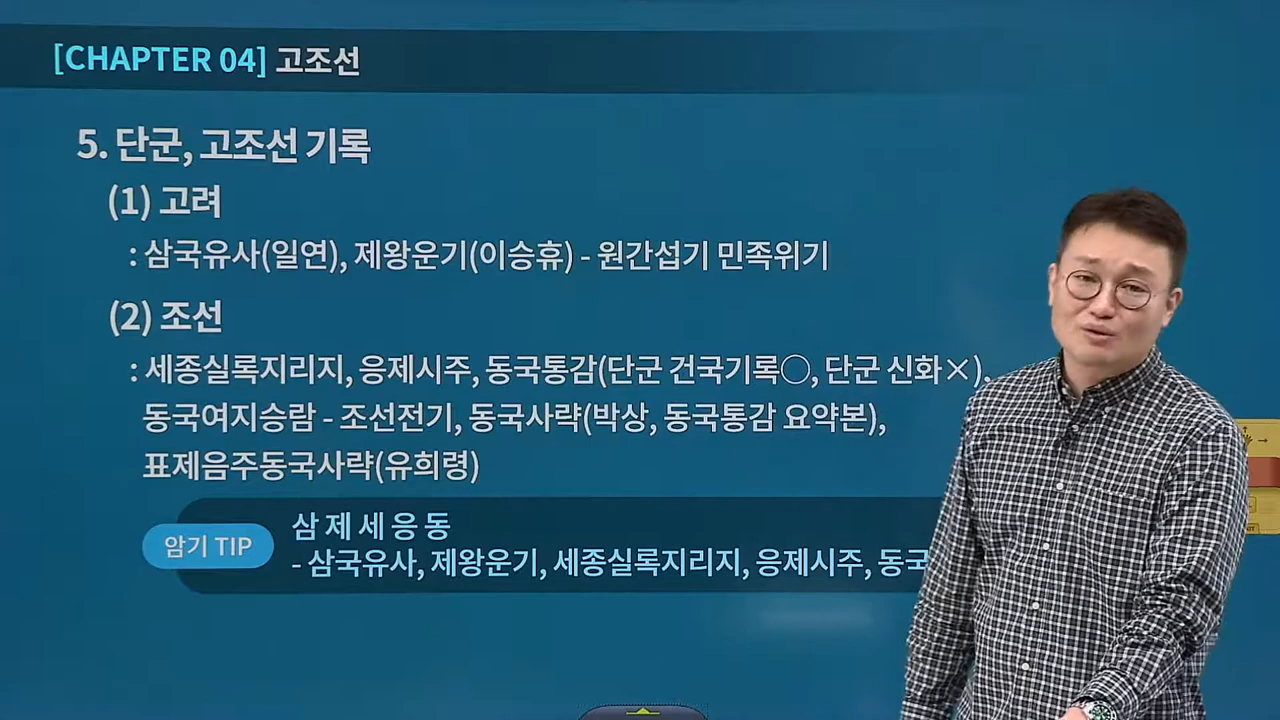 [CHAPTER 04] 고조선
5. 단군, 고조선 기록
(1) 고려
: 삼국유사(일연), 제왕운기(이승휴) - 원간섭기 민족위기
(2) 조선
: 세종실록지리지, 응제시주, 동국통감(단군 건국기록○, 단군 신화×),
동국여지승람 - 조선전기, 동국사략(박상, 동국통감 요약본),
표제음주동국사략(유희령)
암기 TIP
삼 제 세 응 동
- 삼국유사, 제왕운기, 세종실록지리지, 응제시주, 동국